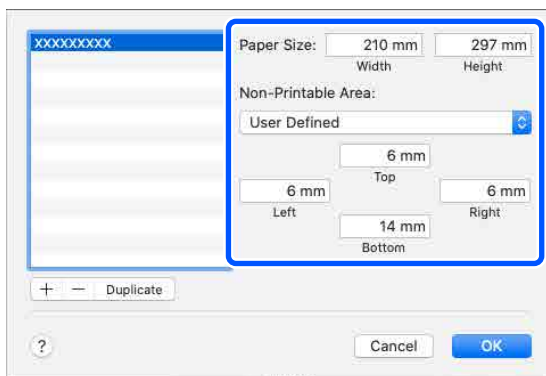 XXXXXXXXX
Paper Size: 210 mm 297 mm
Width Height
Non-Printable Area:
User Defined
6 mm
Top
6 mm 6 mm
Left Right
14 mm
Bottom
+ − Duplicate
? Cancel OK